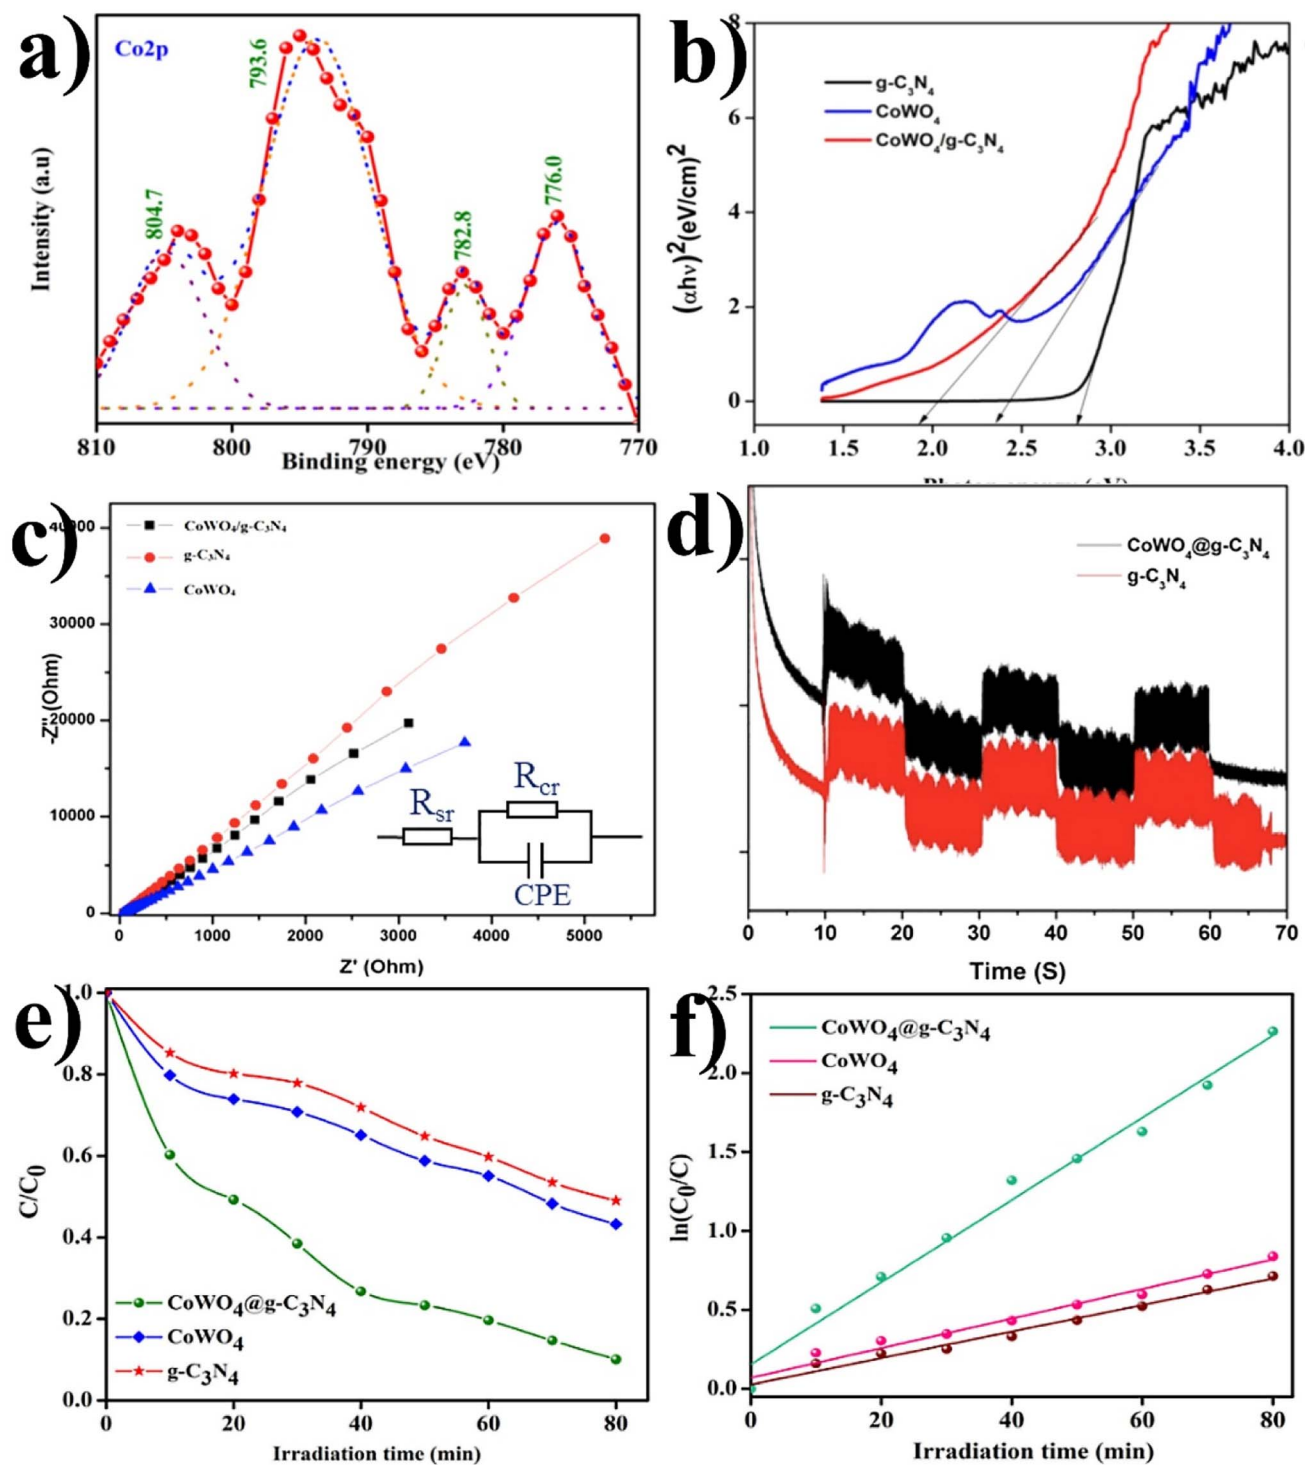 a)
Co2p
793.6
804.7
782.8
776.0
Intensity (a.u)
810 800 790 780 770
Binding energy (eV)
b)
g-C₃N₄
CoWO₄
CoWO₄/g-C₃N₄
(αhν)²(eV/cm)²
8
6
4
2
0
1.0 1.5 2.0 2.5 3.0 3.5 4.0
Photon energy (eV)
c)
CoWO₄/g-C₃N₄
g-C₃N₄
CoWO₄
-Z''(Ohm)
40000
30000
20000
10000
0
Rsr
Rcr
CPE
0 1000 2000 3000 4000 5000
Z' (Ohm)
d)
CoWO₄@g-C₃N₄
g-C₃N₄
0 10 20 30 40 50 60 70
Time (S)
e)
C/C₀
1.0
0.8
0.6
0.4
0.2
0.0
CoWO₄@g-C₃N₄
CoWO₄
g-C₃N₄
0 20 40 60 80
Irradiation time (min)
f)
CoWO₄@g-C₃N₄
CoWO₄
g-C₃N₄
ln(C₀/C)
2.5
2.0
1.5
1.0
0.5
0.0
0 20 40 60 80
Irradiation time (min)